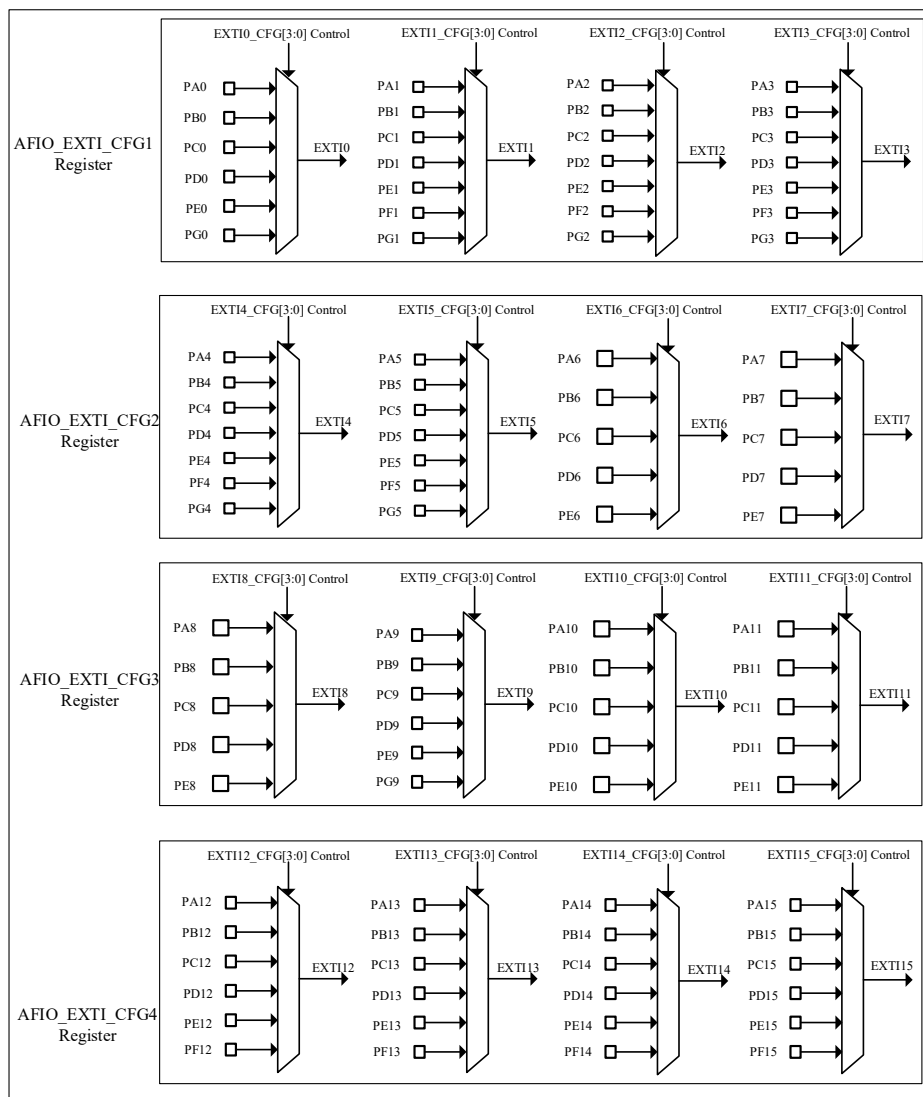 EXTI0_CFG[3:0] Control
EXTI1_CFG[3:0] Control
EXTI2_CFG[3:0] Control
EXTI3_CFG[3:0] Control
AFIO_EXTI_CFG1
Register
PA0
PB0
PC0
PD0
PE0
PG0
EXTI0
PA1
PB1
PC1
PD1
PE1
PF1
PG1
EXTI1
PA2
PB2
PC2
PD2
PE2
PF2
PG2
EXTI2
PA3
PB3
PC3
PD3
PE3
PF3
PG3
EXTI3
EXTI4_CFG[3:0] Control
EXTI5_CFG[3:0] Control
EXTI6_CFG[3:0] Control
EXTI7_CFG[3:0] Control
AFIO_EXTI_CFG2
Register
PA4
PB4
PC4
PD4
PE4
PF4
PG4
EXTI4
PA5
PB5
PC5
PD5
PE5
PF5
PG5
EXTI5
PA6
PB6
PC6
PD6
PE6
EXTI6
PA7
PB7
PC7
PD7
PE7
EXTI7
EXTI8_CFG[3:0] Control
EXTI9_CFG[3:0] Control
EXTI10_CFG[3:0] Control
EXTI11_CFG[3:0] Control
AFIO_EXTI_CFG3
Register
PA8
PB8
PC8
PD8
PE8
EXTI8
PA9
PB9
PC9
PD9
PE9
PG9
EXTI9
PA10
PB10
PC10
PD10
PE10
EXTI10
PA11
PB11
PC11
PD11
PE11
EXTI11
EXTI12_CFG[3:0] Control
EXTI13_CFG[3:0] Control
EXTI14_CFG[3:0] Control
EXTI15_CFG[3:0] Control
AFIO_EXTI_CFG4
Register
PA12
PB12
PC12
PD12
PE12
PF12
EXTI12
PA13
PB13
PC13
PD13
PE13
PF13
EXTI13
PA14
PB14
PC14
PD14
PE14
PF14
EXTI14
PA15
PB15
PC15
PD15
PE15
PF15
EXTI15